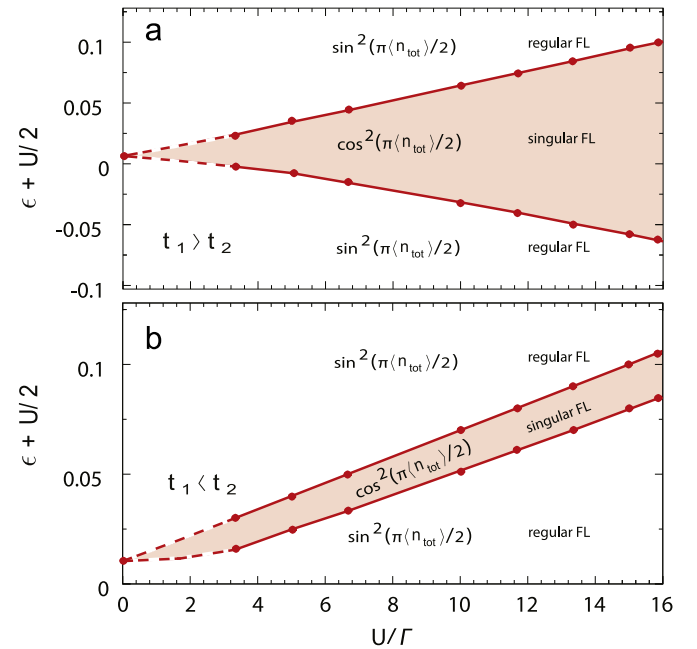 a
sin²(π⟨n_tot⟩/2)
regular FL
0.1
0.05
cos²(π⟨n_tot⟩/2)
singular FL
0
ϵ + U/2
-0.05
t₁ ⟩ t₂
sin²(π⟨n_tot⟩/2)
regular FL
-0.1
b
sin²(π⟨n_tot⟩/2)
regular FL
0.1
singular FL
t₁ ⟨ t₂
cos²(π⟨n_tot⟩/2)
ϵ + U/2
0.05
sin²(π⟨n_tot⟩/2)
regular FL
0
0 2 4 6 8 10 12 14 16
U/Γ